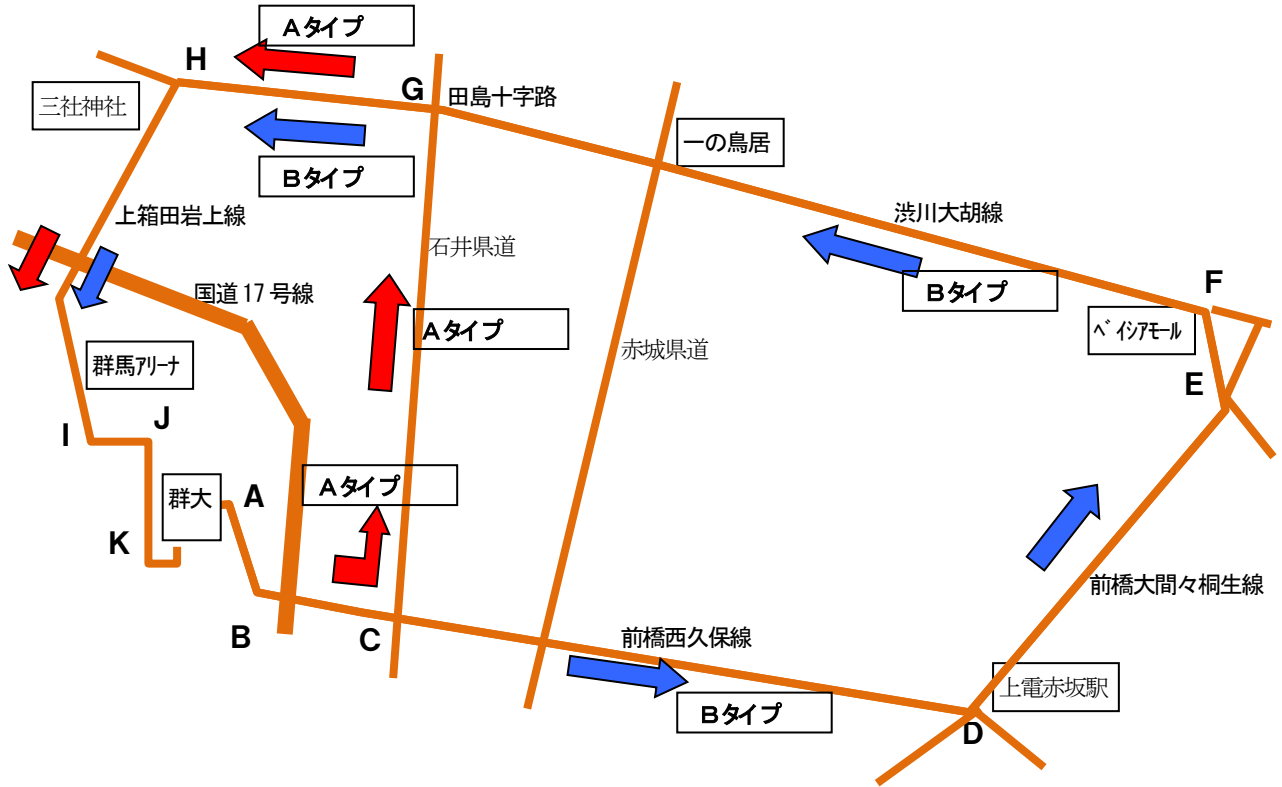 Aタイプ
H
G
田島十字路
三社神社
Bタイプ
一の鳥居
上箱田岩上線
石井県道
渋川大胡線
Bタイプ
F
国道17号線
Aタイプ
ベイシアモール
赤城県道
群馬アリーナ
E
I
J
Aタイプ
群大
A
K
前橋大間々桐生線
B
C
前橋西久保線
上電赤坂駅
Bタイプ
D